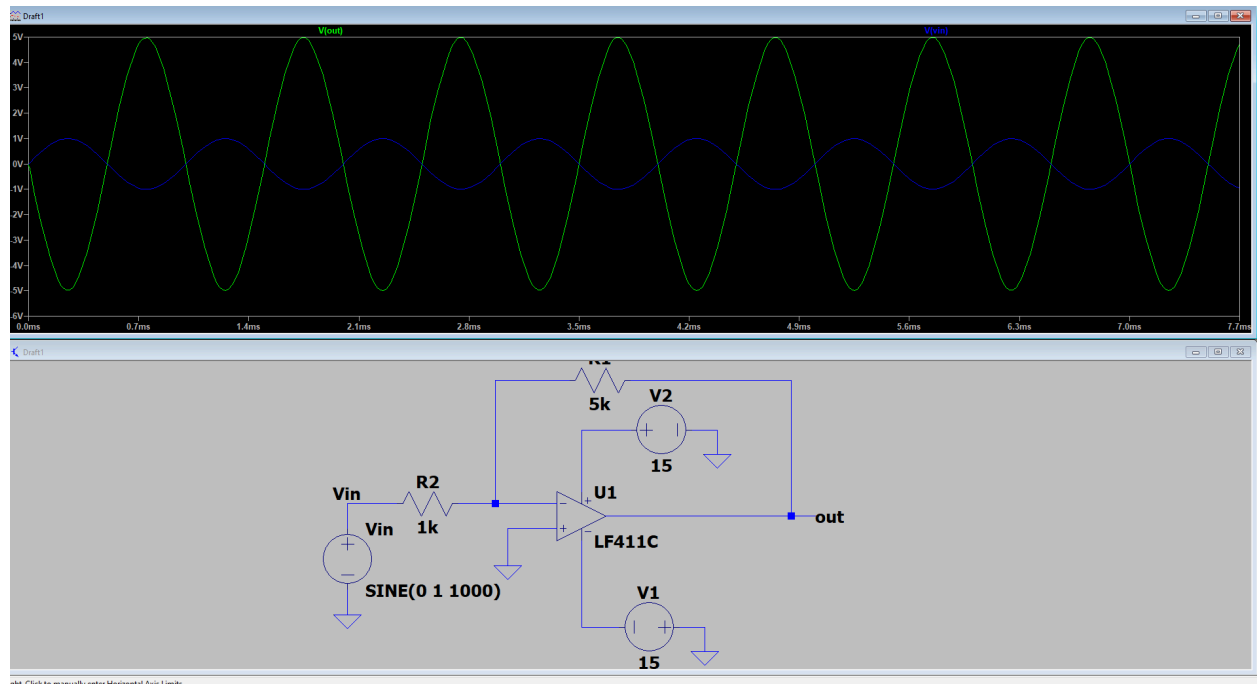 Draft1
V(out) V(vin)
5V
4V
3V
2V
1V
0V
-1V
-2V
-3V
-4V
-5V
-6V
0.0ms 0.7ms 1.4ms 2.1ms 2.8ms 3.5ms 4.2ms 4.9ms 5.6ms 6.3ms 7.0ms 7.7ms
Draft1
R1
5k
V2
15
R2
1k
Vin
Vin
SINE(0 1 1000)
U1
LF411C
out
V1
15
ght-Click to manually enter Horizontal Axis Limits